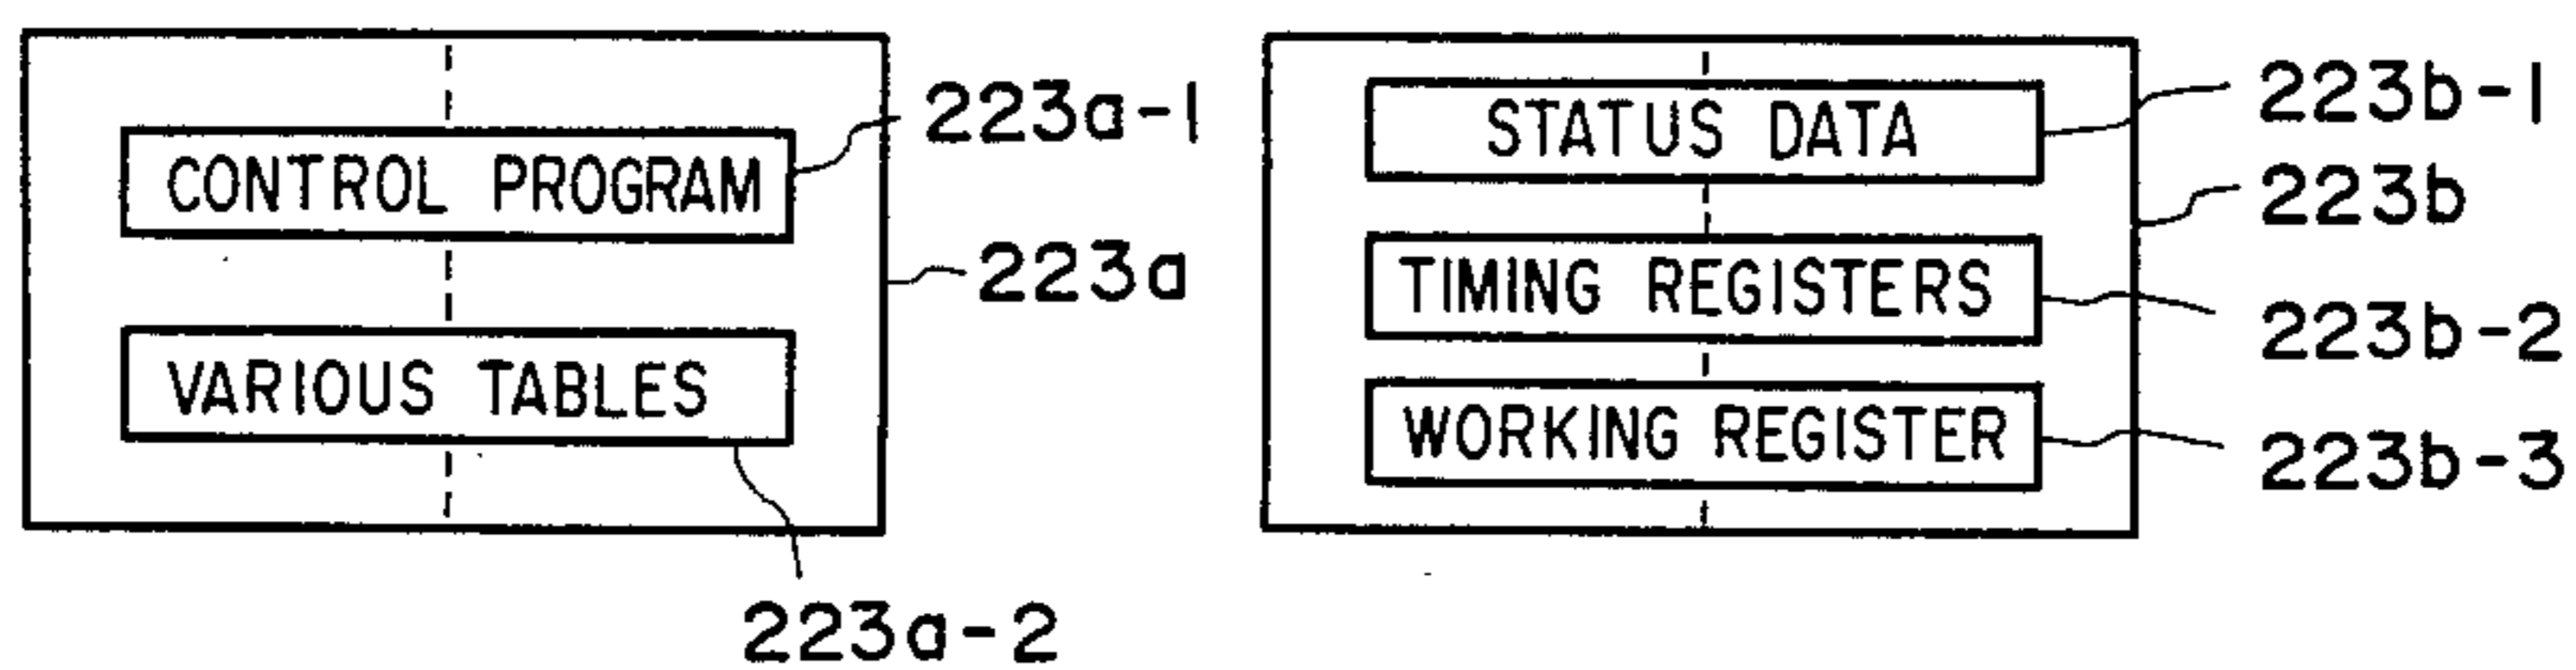 CONTROL PROGRAM
223a-1
223a
VARIOUS TABLES
223a-2
STATUS DATA
223b-1
223b
TIMING REGISTERS
223b-2
WORKING REGISTER
223b-3